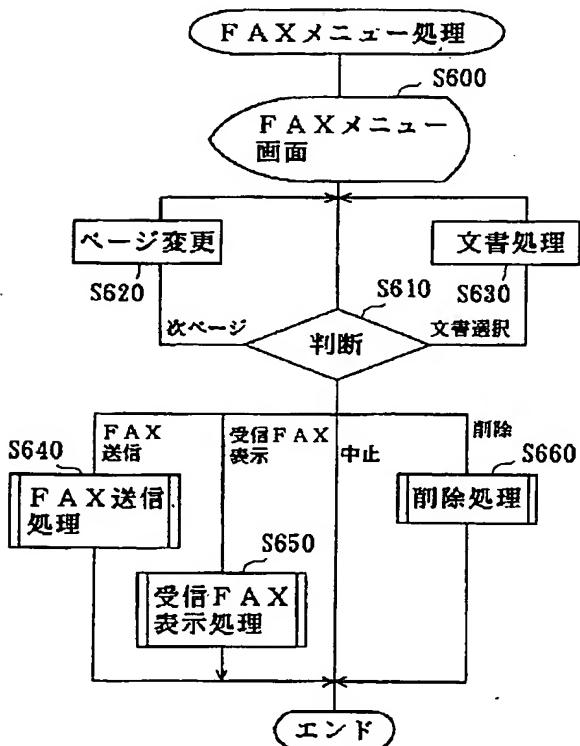 FAXメニュー処理
S600
FAXメニュー
画面
ページ変更
文書処理
S620
S610
S630
次ページ
判断
文書選択
FAX
送信
受信FAX
表示
中止
削除
S640
S660
FAX送信
処理
削除処理
S650
受信FAX
表示処理
エンド